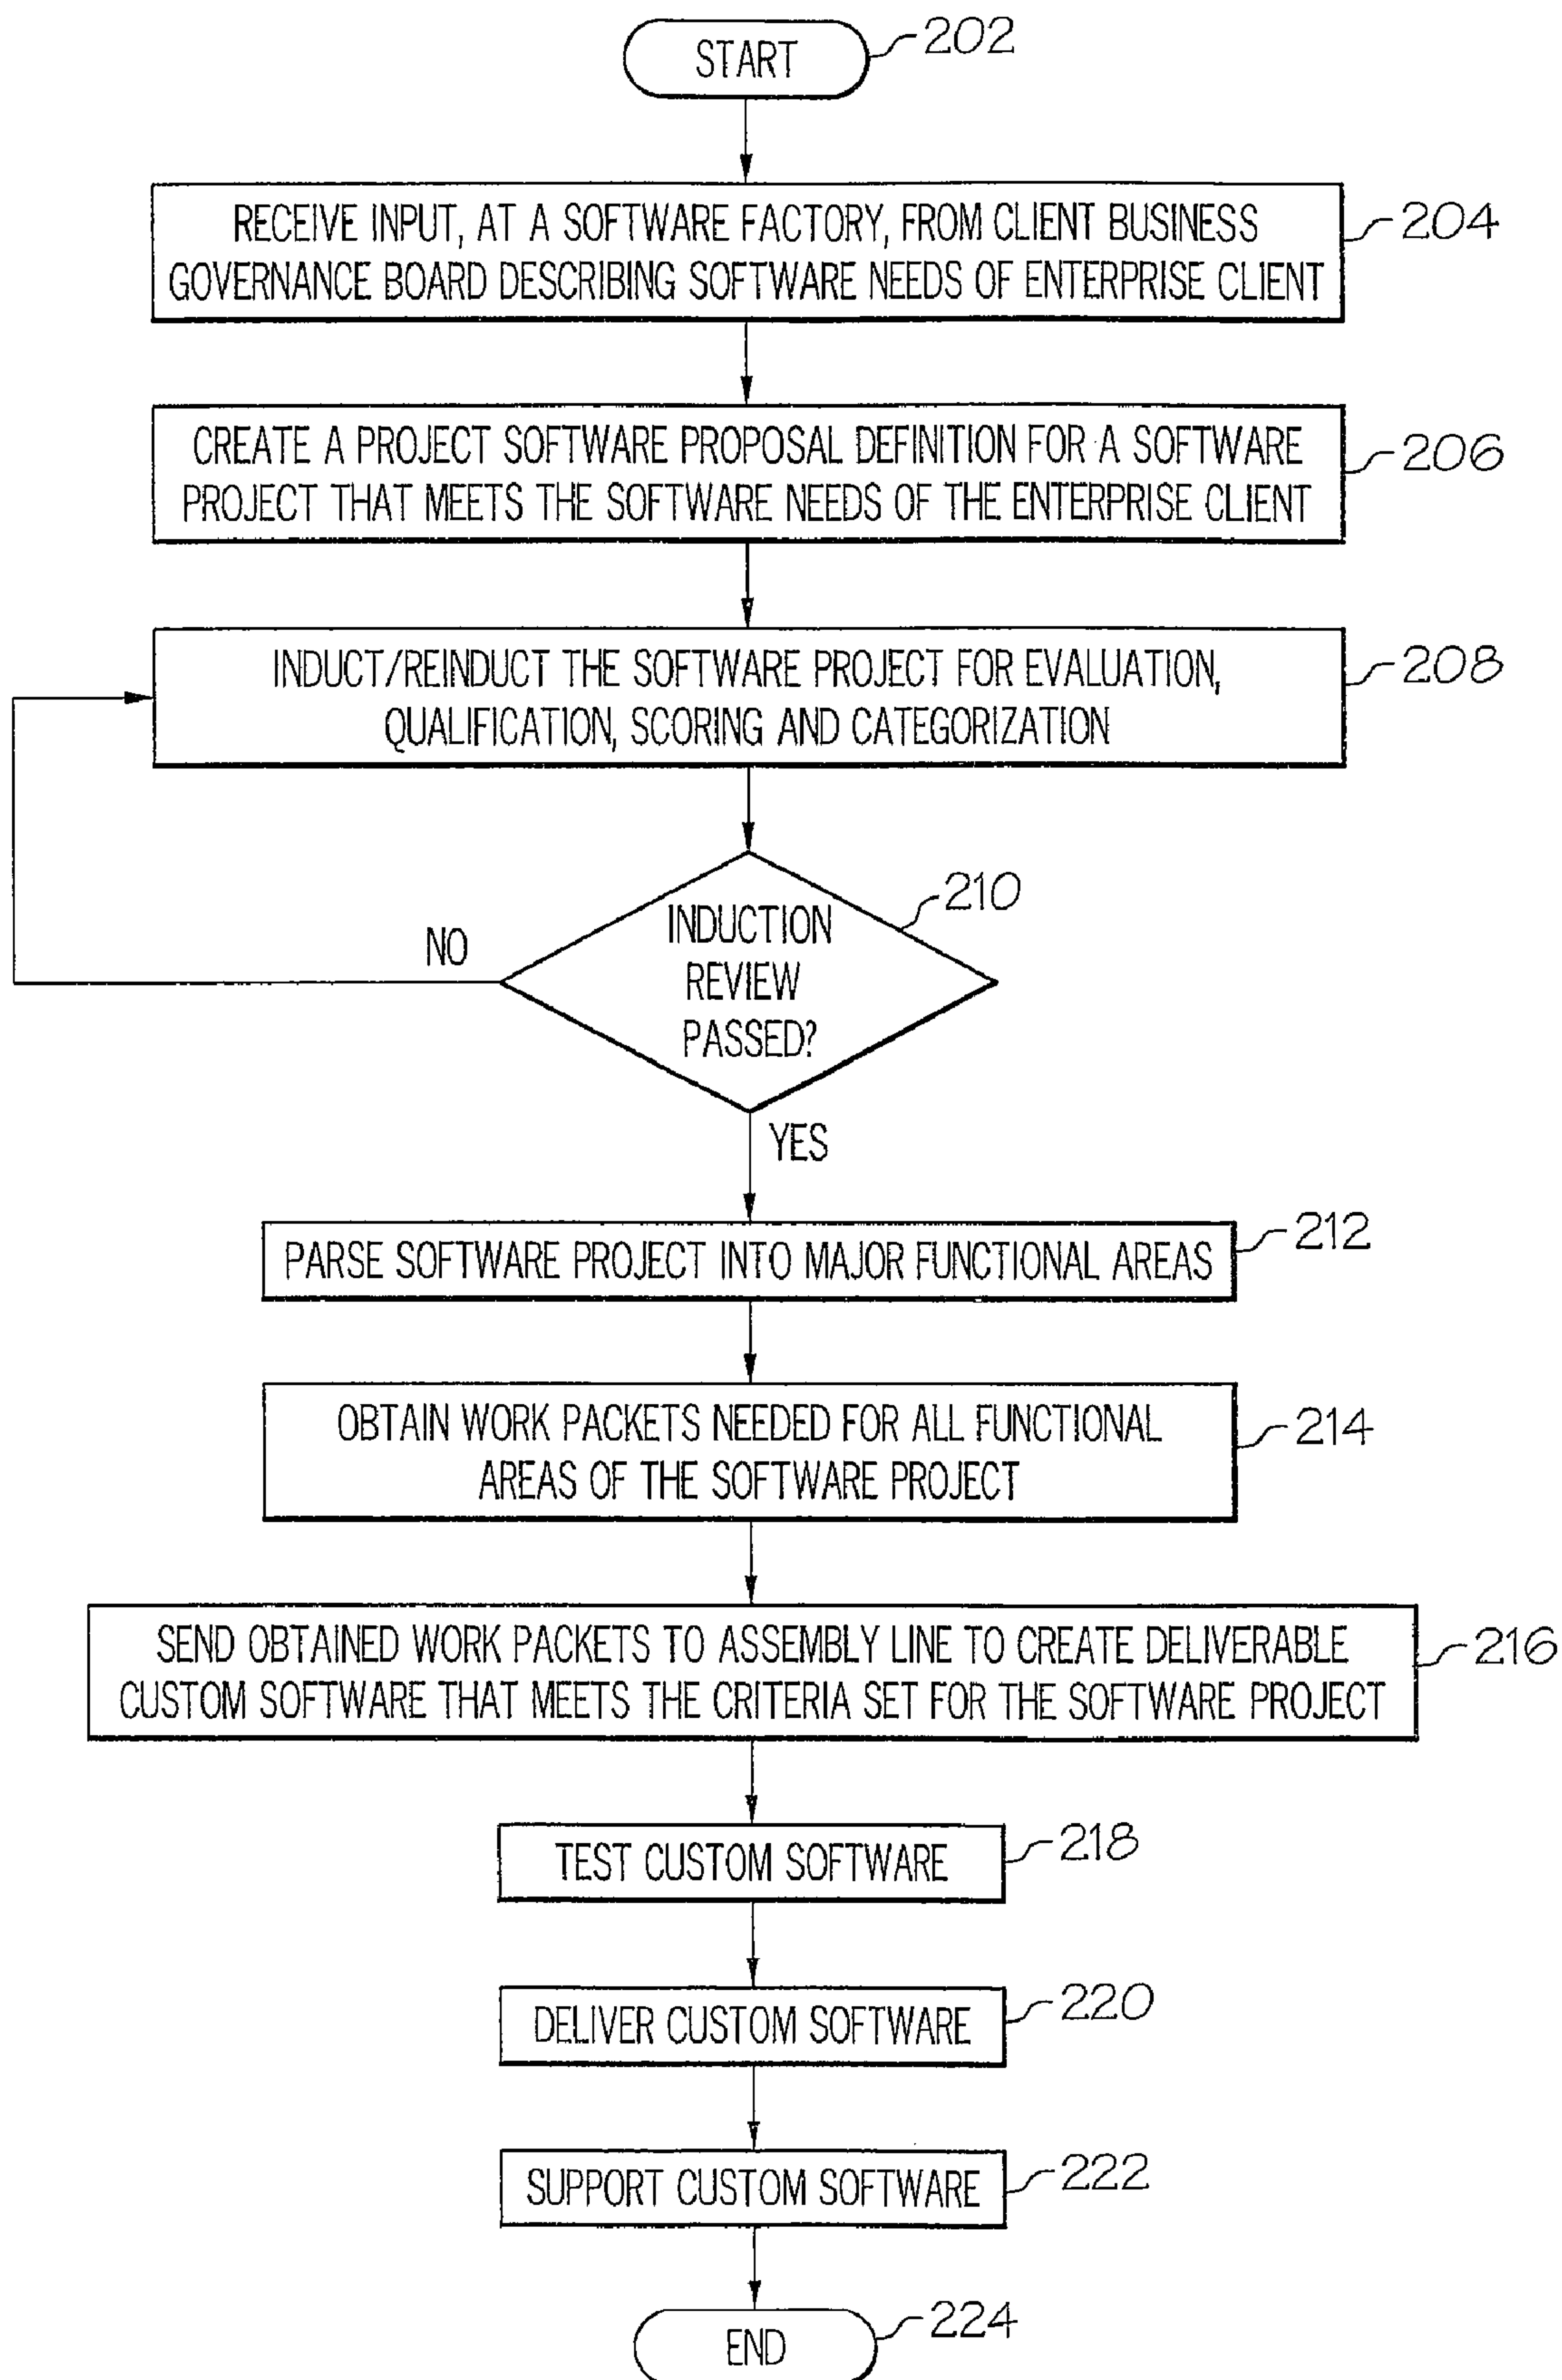 START
202
RECEIVE INPUT, AT A SOFTWARE FACTORY, FROM CLIENT BUSINESS
GOVERNANCE BOARD DESCRIBING SOFTWARE NEEDS OF ENTERPRISE CLIENT
204
CREATE A PROJECT SOFTWARE PROPOSAL DEFINITION FOR A SOFTWARE
PROJECT THAT MEETS THE SOFTWARE NEEDS OF THE ENTERPRISE CLIENT
206
INDUCT/REINDUCT THE SOFTWARE PROJECT FOR EVALUATION,
QUALIFICATION, SCORING AND CATEGORIZATION
208
INDUCTION
REVIEW
PASSED?
210
NO
YES
PARSE SOFTWARE PROJECT INTO MAJOR FUNCTIONAL AREAS
212
OBTAIN WORK PACKETS NEEDED FOR ALL FUNCTIONAL
AREAS OF THE SOFTWARE PROJECT
214
SEND OBTAINED WORK PACKETS TO ASSEMBLY LINE TO CREATE DELIVERABLE
CUSTOM SOFTWARE THAT MEETS THE CRITERIA SET FOR THE SOFTWARE PROJECT
216
TEST CUSTOM SOFTWARE
218
DELIVER CUSTOM SOFTWARE
220
SUPPORT CUSTOM SOFTWARE
222
END
224